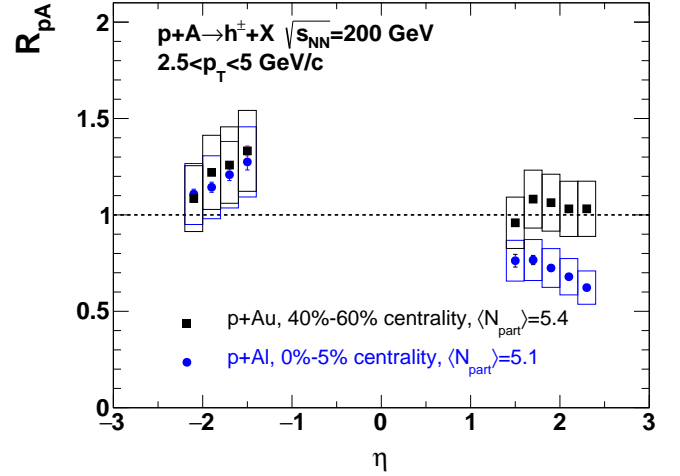 R_pA
p+A→h^±+X √s_NN=200 GeV
2.5<p_T<5 GeV/c
2
1.5
1
0.5
0
p+Au, 40%-60% centrality, ⟨N_part⟩=5.4
p+Al, 0%-5% centrality, ⟨N_part⟩=5.1
−3 −2 −1 0 1 2 3
η